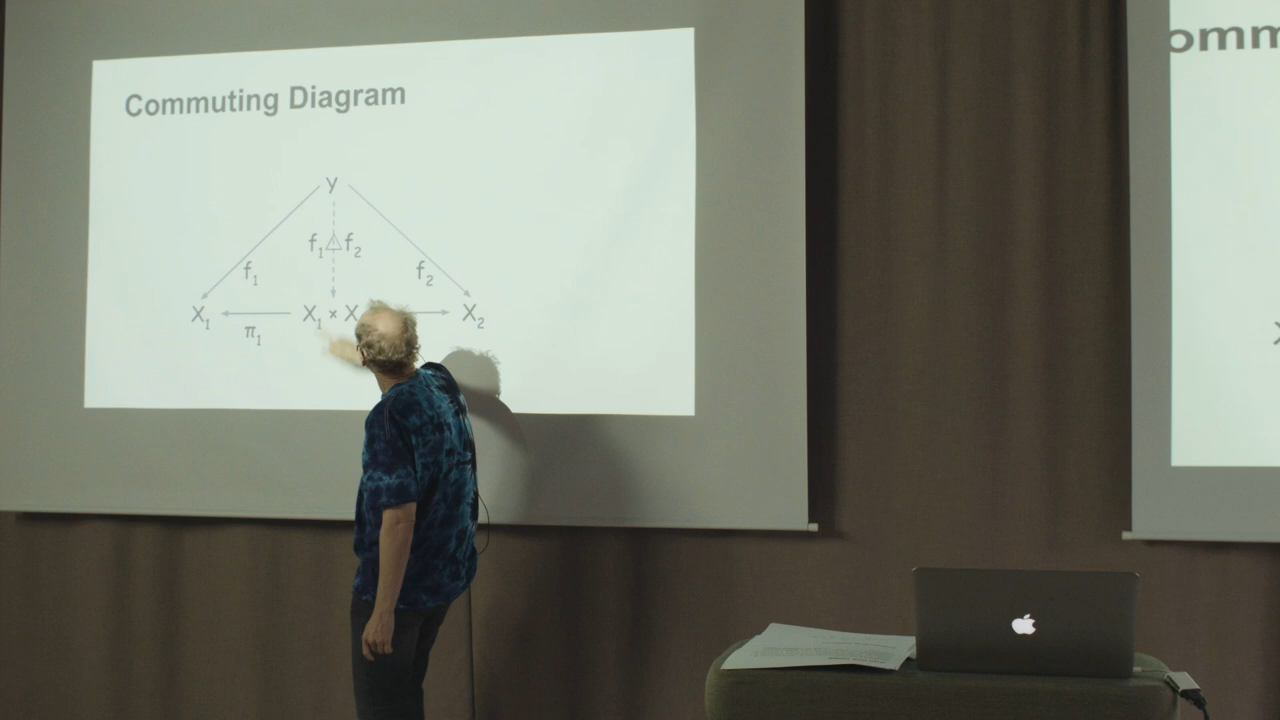 Commuting Diagram
y
f₁ △ f₂
f₁
f₂
X₁
X₁ × X
X₂
π₁
omm